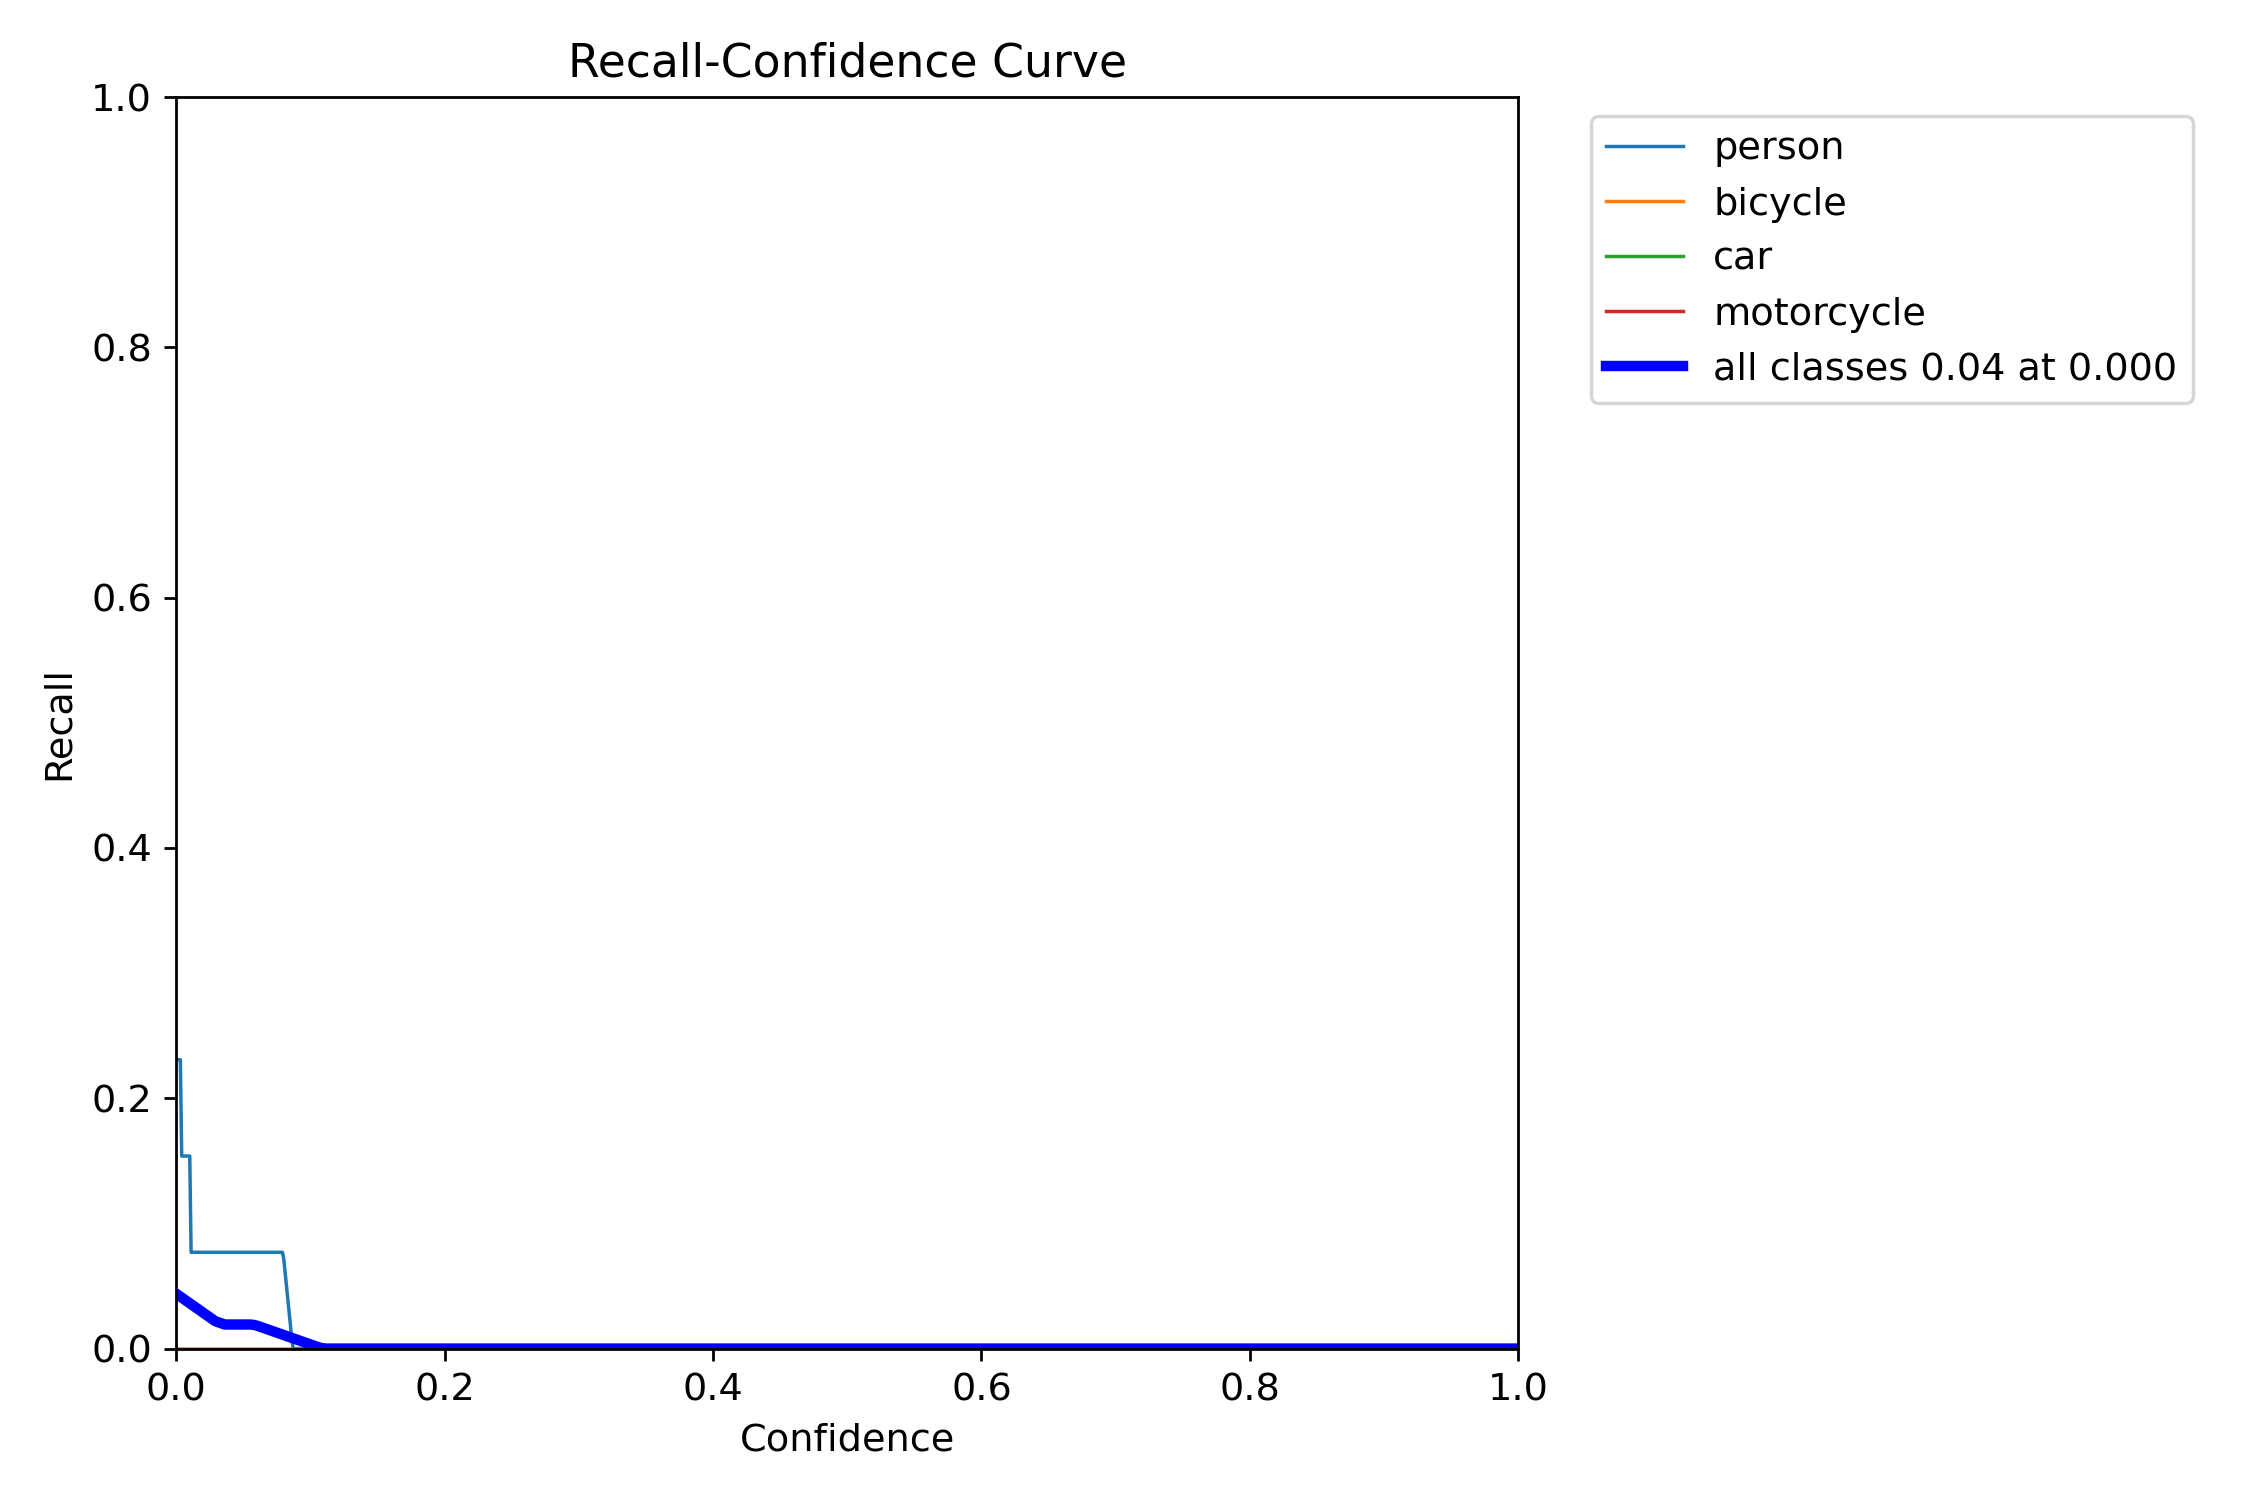 Recall-Confidence Curve
1.0
0.8
0.6
0.4
0.2
0.0
Recall
0.0 0.2 0.4 0.6 0.8 1.0
Confidence
person
bicycle
car
motorcycle
all classes 0.04 at 0.000